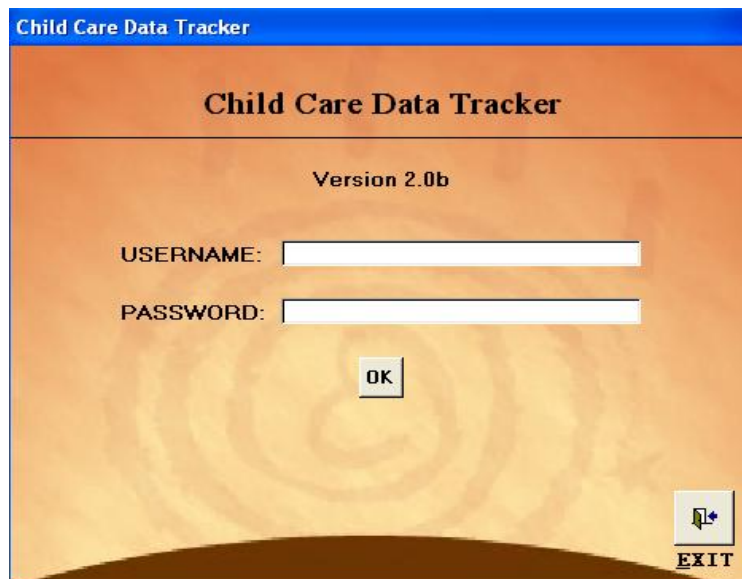 Child Care Data Tracker
Child Care Data Tracker
Version 2.0b
USERNAME:
PASSWORD:
OK
EXIT